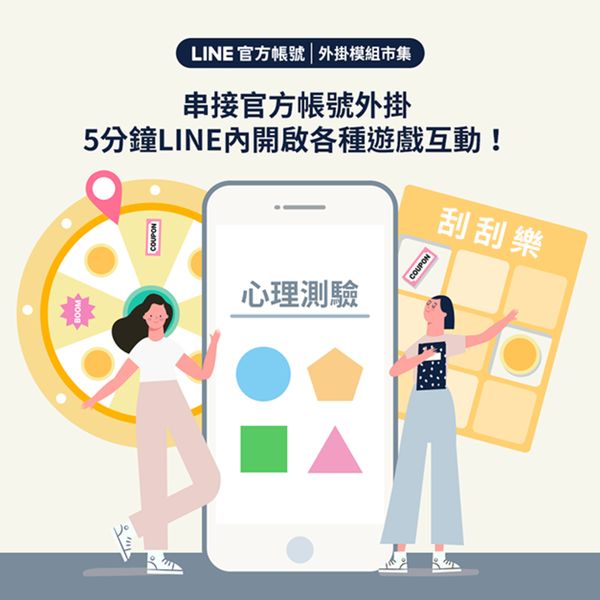 LINE 官方帳號｜外掛模組市集
串接官方帳號外掛
5分鐘LINE內開啟各種遊戲互動！
COUPON
BOOM
心理測驗
刮刮樂
COUPON